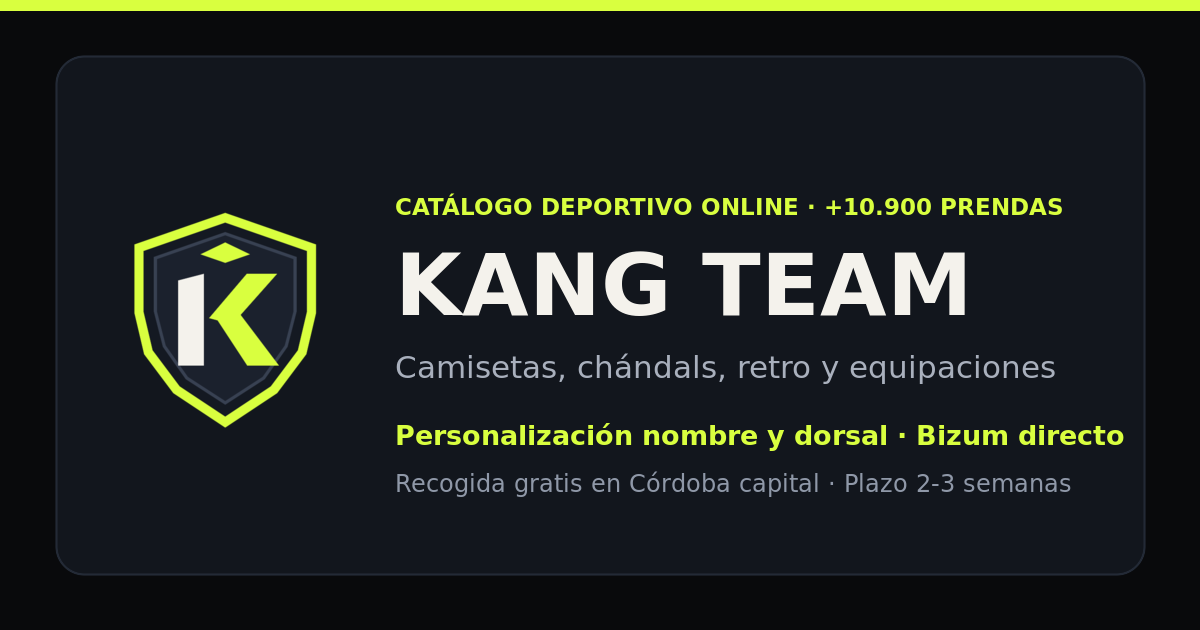 K
CATÁLOGO DEPORTIVO ONLINE · +10.900 PRENDAS
KANG TEAM
Camisetas, chándals, retro y equipaciones
Personalización nombre y dorsal · Bizum directo
Recogida gratis en Córdoba capital · Plazo 2-3 semanas